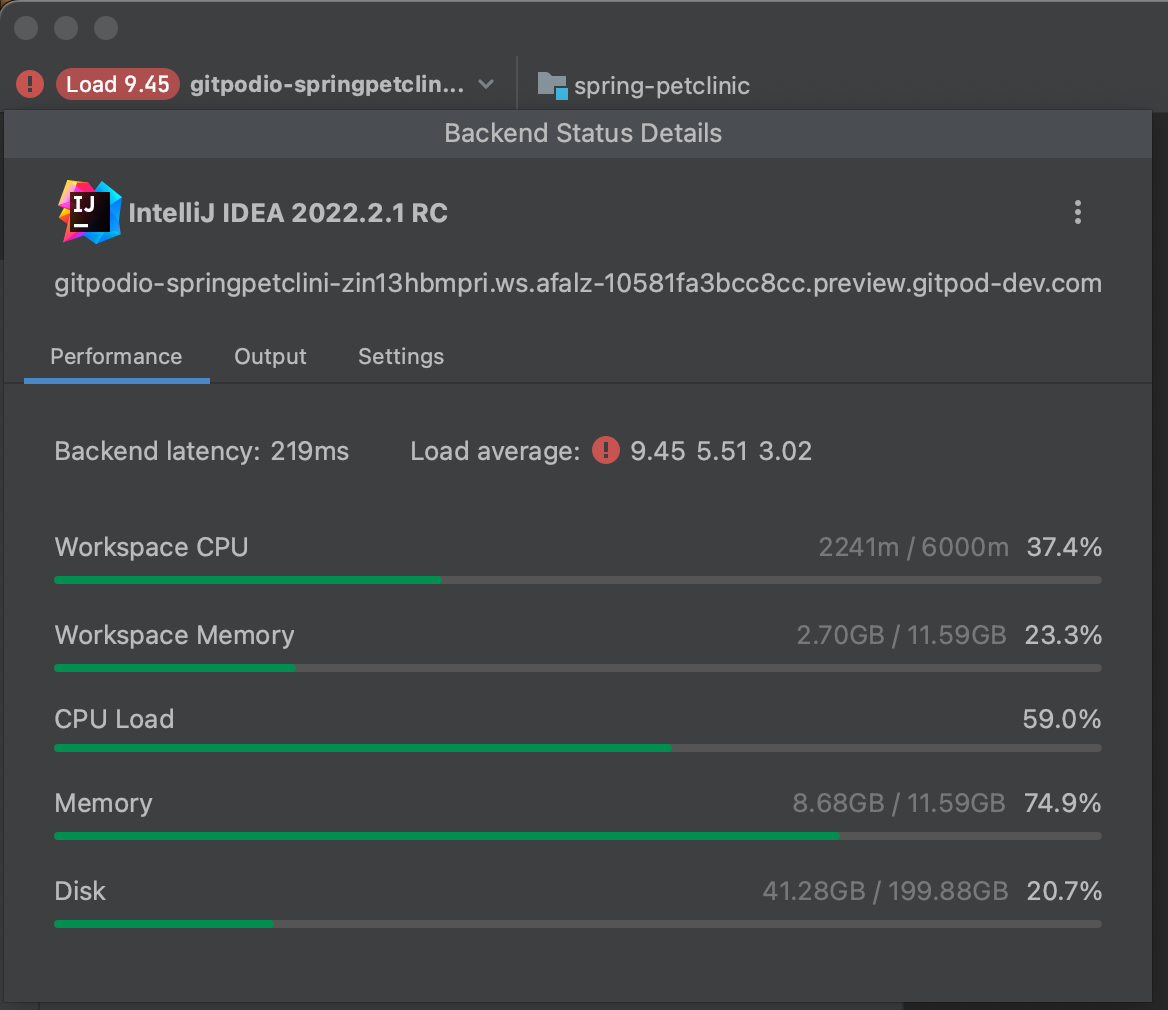 Load 9.45 gitpodio-springpetclin... spring-petclinic
Backend Status Details
IJ IntelliJ IDEA 2022.2.1 RC
gitpodio-springpetclini-zin13hbmpri.ws.afalz-10581fa3bcc8cc.preview.gitpod-dev.com
Performance Output Settings
Backend latency: 219ms Load average: 9.45 5.51 3.02
Workspace CPU 2241m / 6000m 37.4%
Workspace Memory 2.70GB / 11.59GB 23.3%
CPU Load 59.0%
Memory 8.68GB / 11.59GB 74.9%
Disk 41.28GB / 199.88GB 20.7%